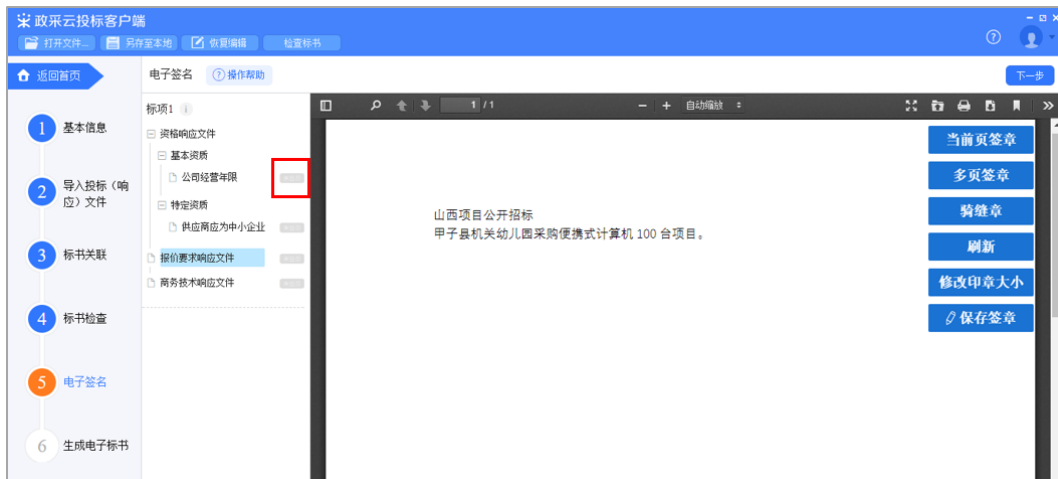 政采云投标客户端
打开文件... 另存至本地 恢复编辑 检查标书
返回首页 电子签名 操作帮助 下一步
1 基本信息
2 导入投标（响应）文件
3 标书关联
4 标书检查
5 电子签名
6 生成电子标书
标项1
资格响应文件
基本资质
公司经营年限
特定资质
供应商应为中小企业
报价要求响应文件
商务技术响应文件
1 / 1 自动缩放
山西项目公开招标
甲子县机关幼儿园采购便携式计算机 100 台项目。
当前页签章
多页签章
骑缝章
刷新
修改印章大小
保存签章